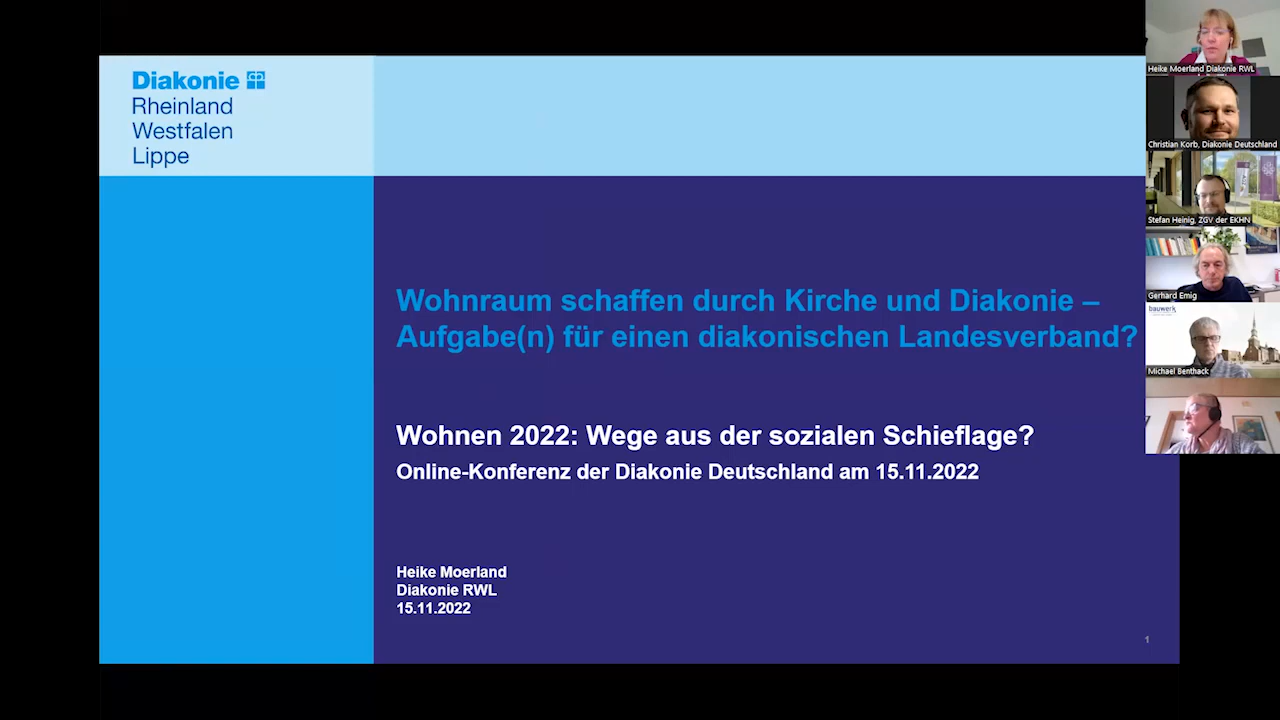 Diakonie
Rheinland
Westfalen
Lippe
Wohnraum schaffen durch Kirche und Diakonie –
Aufgabe(n) für einen diakonischen Landesverband?
Wohnen 2022: Wege aus der sozialen Schieflage?
Online-Konferenz der Diakonie Deutschland am 15.11.2022
Heike Moerland
Diakonie RWL
15.11.2022
1
Heike Moerland Diakonie RWL
Christian Korb, Diakonie Deutschland
Stefan Heinig, ZGV der EKHN
Gerhard Emig
bauwerk
Michael Benthack